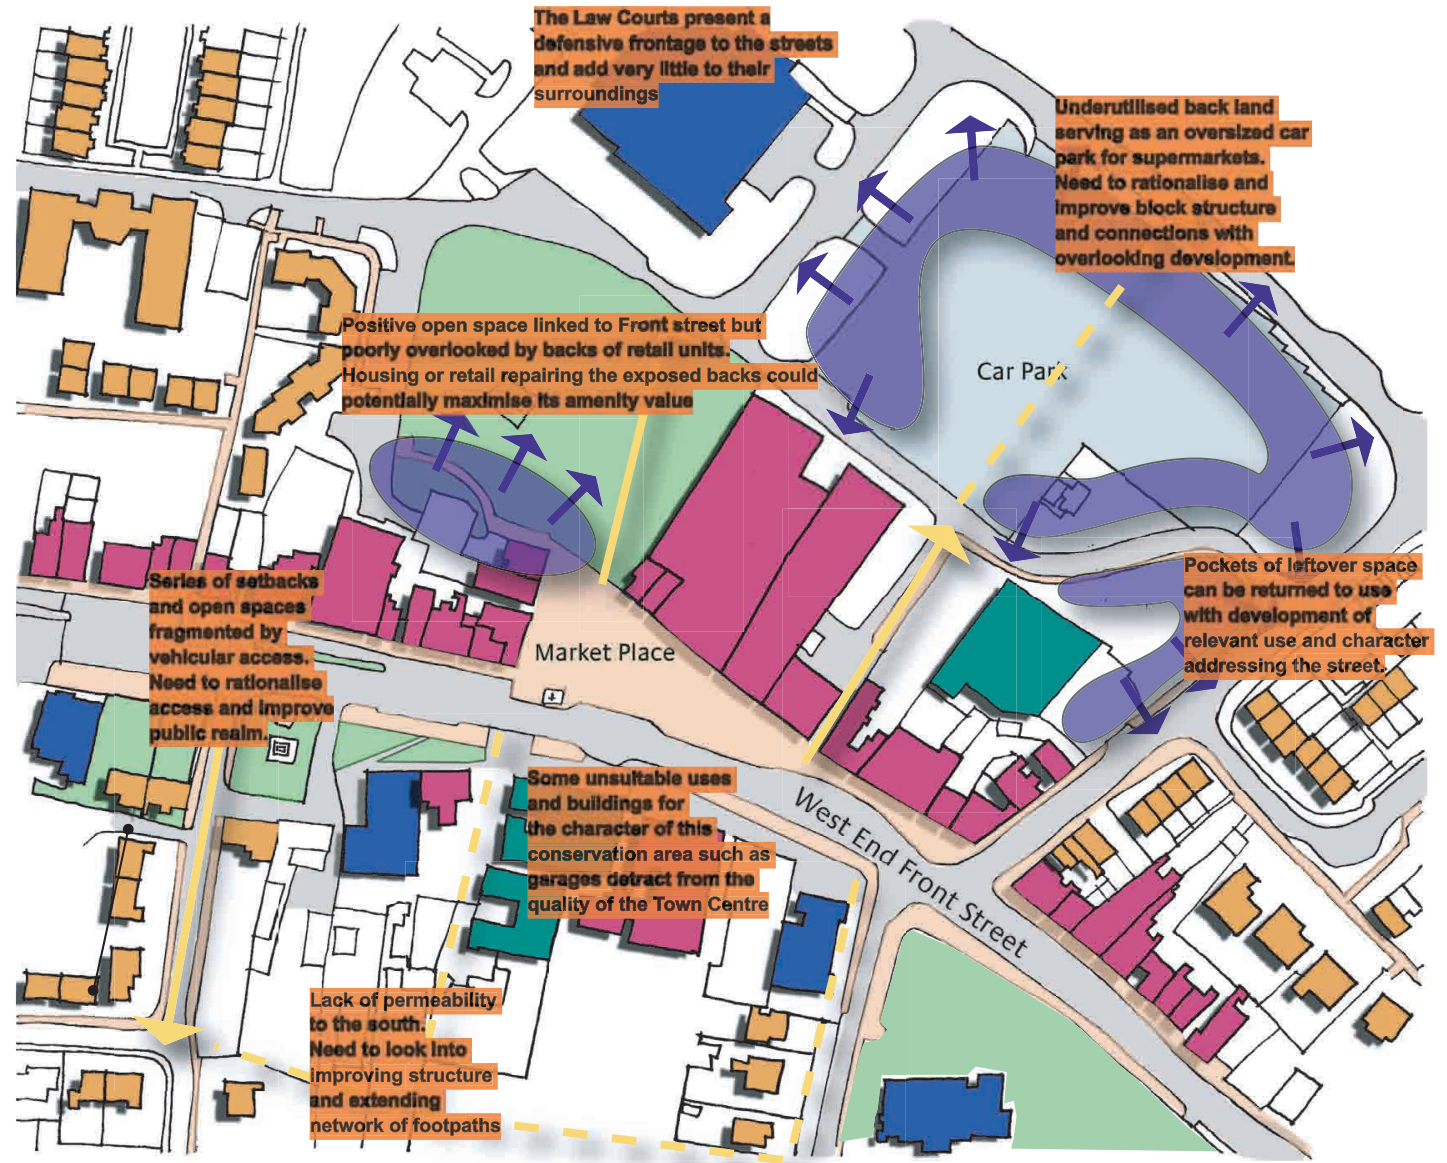 The Law Courts present a
defensive frontage to the streets
and add very little to their
surroundings
Underutilised back land
serving as an oversized car
park for supermarkets.
Need to rationalise and
improve block structure
and connections with
overlooking development.
Positive open space linked to Front street but
poorly overlooked by backs of retail units.
Housing or retail repairing the exposed backs could
potentially maximise its amenity value
Car Park
Series of setbacks
and open spaces
fragmented by
vehicular access.
Need to rationalise
access and improve
public realm.
Market Place
Pockets of leftover space
can be returned to use
with development of
relevant use and character
addressing the street.
Some unsuitable uses
and buildings for
the character of this
conservation area such as
garages detract from the
quality of the Town Centre
West End Front Street
Lack of permeability
to the south.
Need to look into
improving structure
and extending
network of footpaths